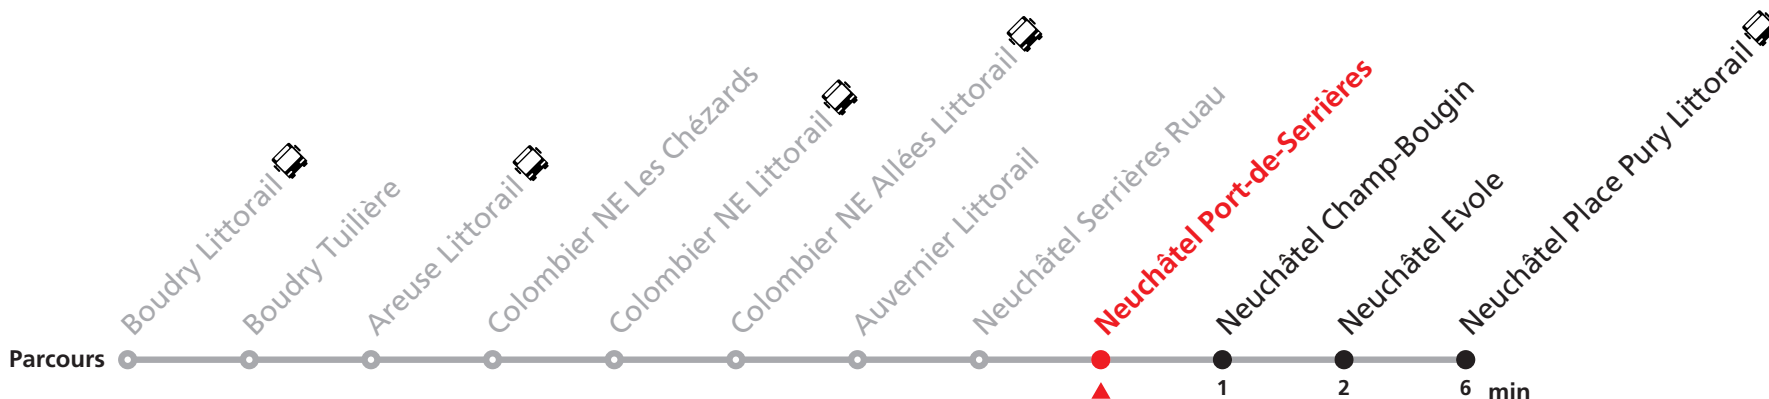 Boudry Littorail
Boudry Tuilière
Areuse Littorail
Colombier NE Les Chézards
Colombier NE Littorail
Colombier NE Allées Littorail
Auvernier Littorail
Neuchâtel Serrières Ruau
Neuchâtel Port-de-Serrières
Neuchâtel Champ-Bougin
Neuchâtel Evole
Neuchâtel Place Pury Littorail
Parcours
1 2 6 min